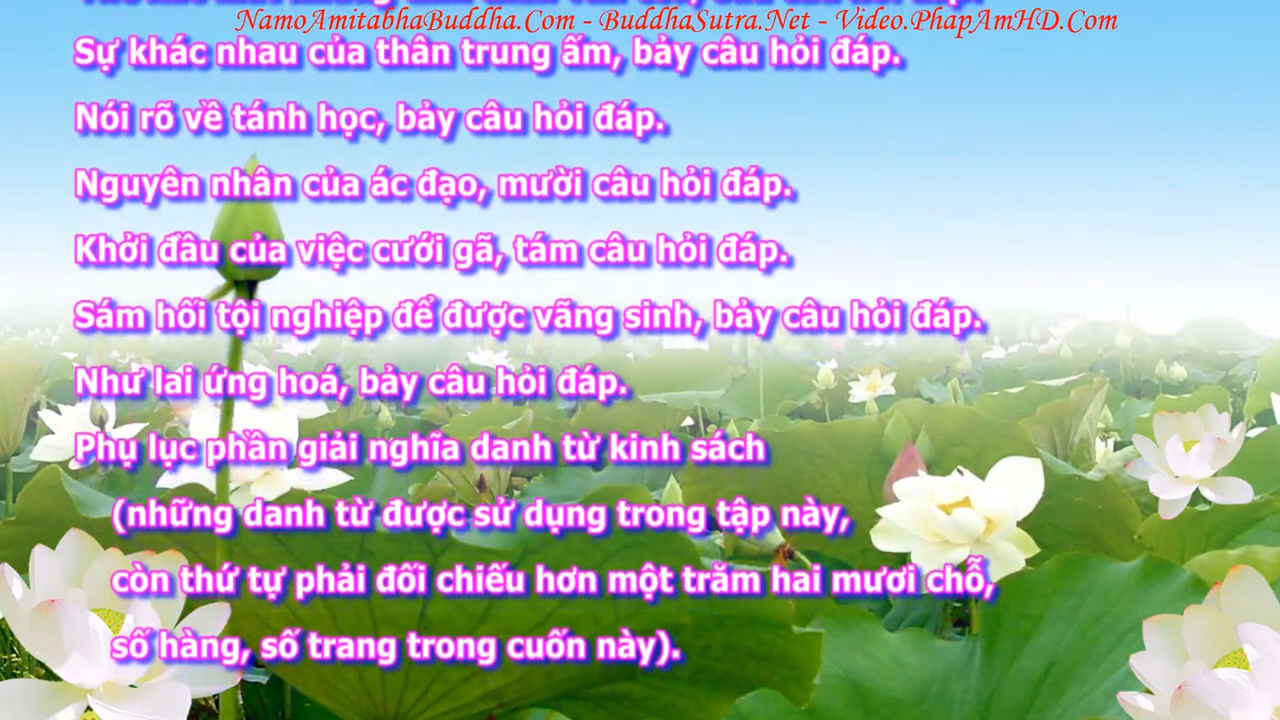 NamoAmitabhaBuddha.Com - BuddhaSutra.Net - Video.PhapAmHD.Com
Sự khác nhau của thân trung ấm, bảy câu hỏi đáp.
Nói rõ về tánh học, bảy câu hỏi đáp.
Nguyên nhân của ác đạo, mười câu hỏi đáp.
Khởi đầu của việc cưới gã, tám câu hỏi đáp.
Sám hối tội nghiệp để được vãng sinh, bảy câu hỏi đáp.
Như lai ứng hoá, bảy câu hỏi đáp.
Phụ lục phần giải nghĩa danh từ kinh sách
(những danh từ được sử dụng trong tập này,
còn thứ tự phải đối chiếu hơn một trăm hai mươi chỗ,
số hàng, số trang trong cuốn này).